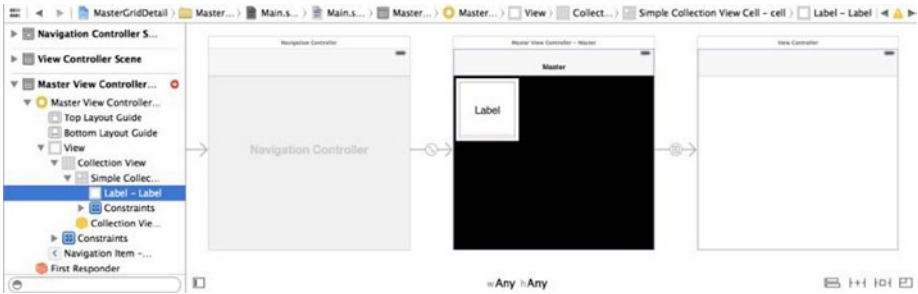 MasterGridDetail Master... Main.s... Main.s... Master... Master... View Collect... Simple Collection View Cell - cell Label - Label
Navigation Controller S...
View Controller Scene
Master View Controller...
Master View Controller...
Top Layout Guide
Bottom Layout Guide
View
Collection View
Simple Collec...
Label - Label
Constraints
Collection Vie...
Constraints
Navigation Item -...
First Responder
Navigation Controller
Navigation Controller
Master View Controller - Master
Master
Label
View Controller
wAny hAny